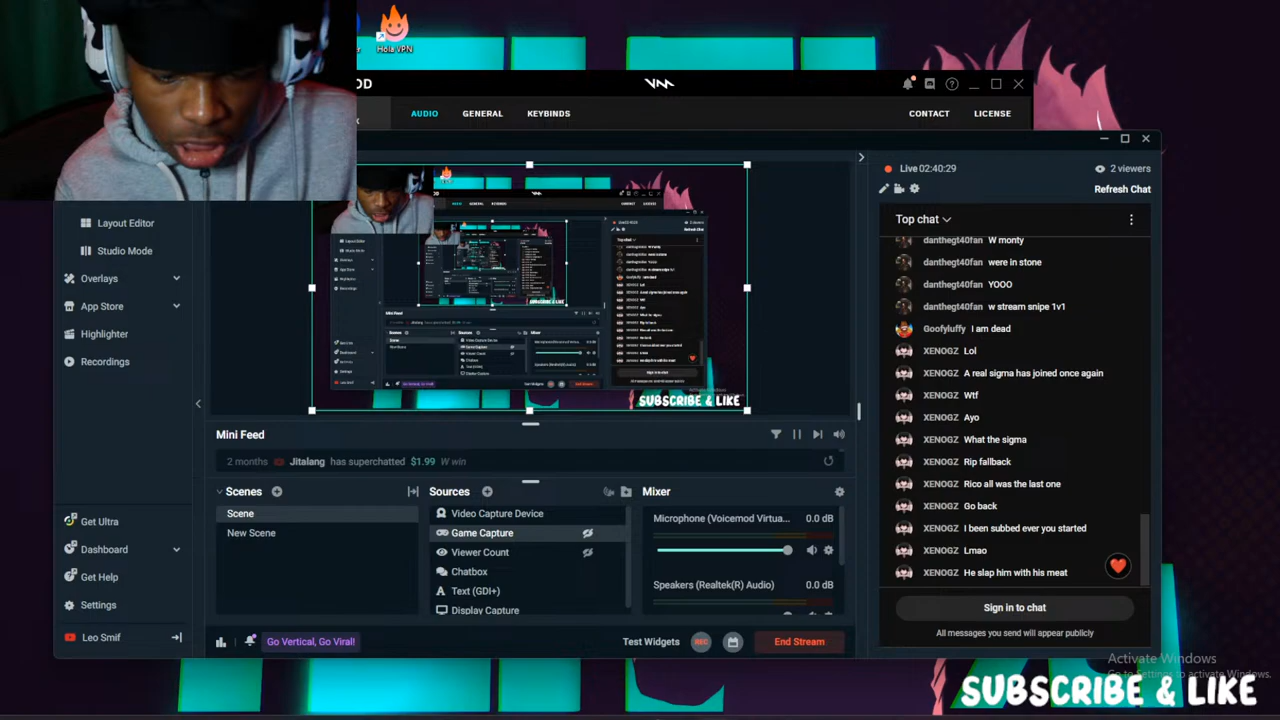 Hola VPN
OD
AUDIO
GENERAL
KEYBINDS
CONTACT
LICENSE
Live 02:40:29
2 viewers
Refresh Chat
Layout Editor
Studio Mode
Overlays
App Store
Highlighter
Recordings
Top chat
danthegt40fan W monty
danthegt40fan were in stone
danthegt40fan YOOO
danthegt40fan w stream snipe 1v1
Goofyluffy I am dead
XENOGZ Lol
XENOGZ A real sigma has joined once again
XENOGZ Wtf
XENOGZ Ayo
XENOGZ What the sigma
XENOGZ Rip fallback
XENOGZ Rico all was the last one
XENOGZ Go back
XENOGZ I been subbed ever you started
XENOGZ Lmao
XENOGZ He slap him with his meat
Sign in to chat
All messages you send will appear publicly
SUBSCRIBE & LIKE
Mini Feed
2 months Jitalang has superchatted $1.99 W win
Scenes
Scene
New Scene
Sources
Video Capture Device
Game Capture
Viewer Count
Chatbox
Text (GDI+)
Display Capture
Mixer
Microphone (Voicemod Virtua... 0.0 dB
Speakers (Realtek(R) Audio) 0.0 dB
Get Ultra
Dashboard
Get Help
Settings
Leo Smif
Go Vertical, Go Viral!
Test Widgets
REC
End Stream
Activate Windows
Go to Settings to activate Windows.
SUBSCRIBE & LIKE